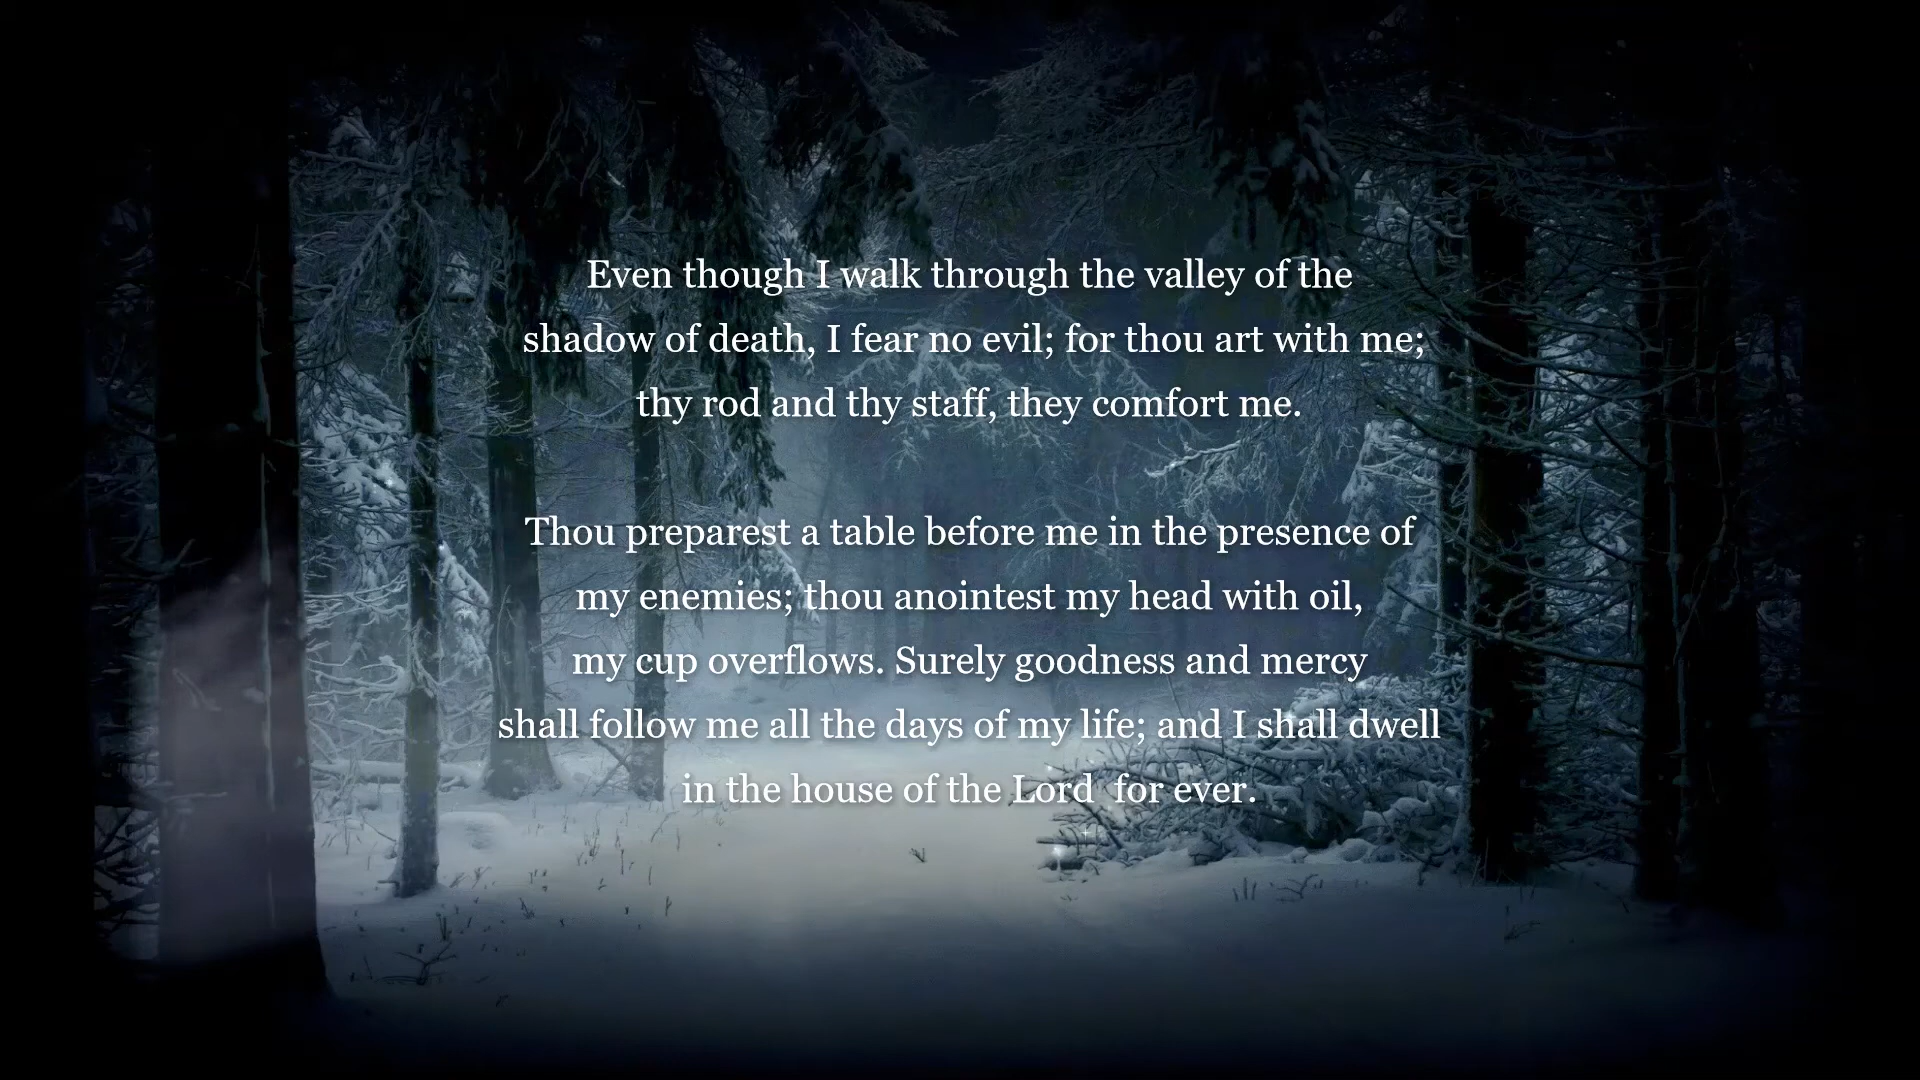 Even though I walk through the valley of the
shadow of death, I fear no evil; for thou art with me;
thy rod and thy staff, they comfort me.
Thou preparest a table before me in the presence of
my enemies; thou anointest my head with oil,
my cup overflows. Surely goodness and mercy
shall follow me all the days of my life; and I shall dwell
in the house of the Lord  for ever.